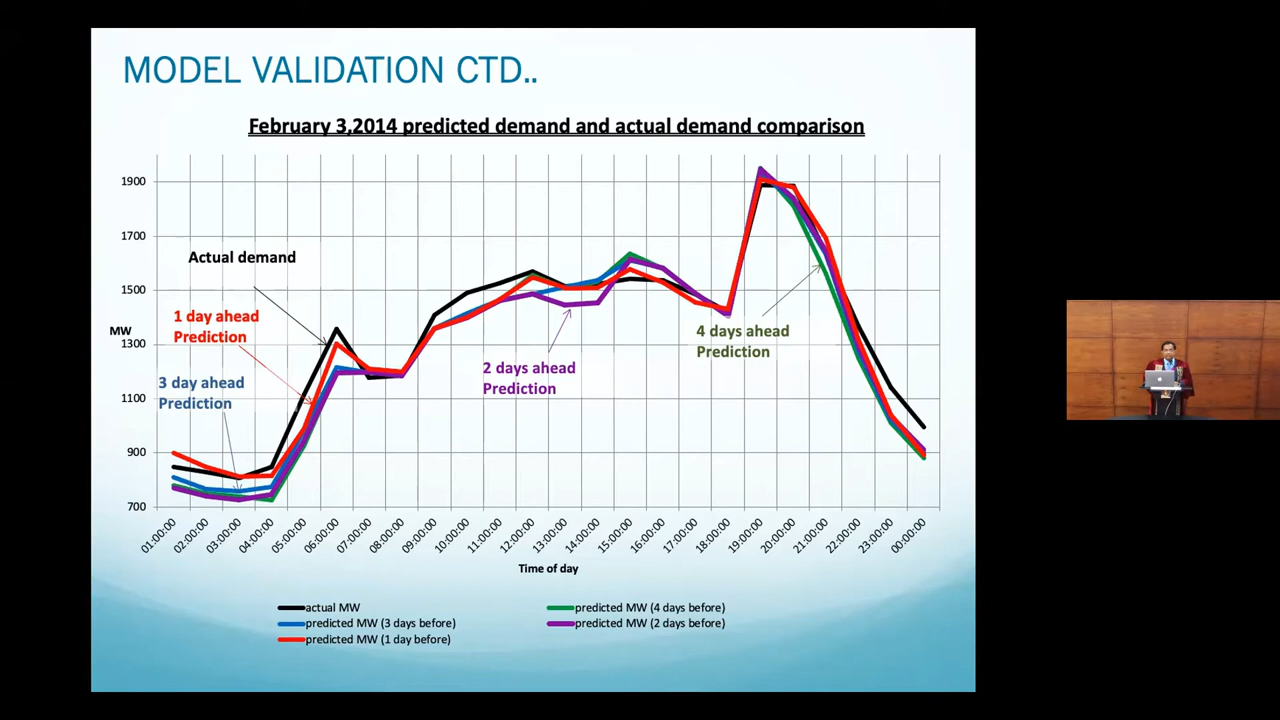 MODEL VALIDATION CTD..
February 3,2014 predicted demand and actual demand comparison
1900
1700
1500
1300
1100
900
700
MW
Actual demand
1 day ahead
Prediction
3 day ahead
Prediction
2 days ahead
Prediction
4 days ahead
Prediction
01:00:00
02:00:00
03:00:00
04:00:00
05:00:00
06:00:00
07:00:00
08:00:00
09:00:00
10:00:00
11:00:00
12:00:00
13:00:00
14:00:00
15:00:00
16:00:00
17:00:00
18:00:00
19:00:00
20:00:00
21:00:00
22:00:00
23:00:00
00:00:00
Time of day
actual MW
predicted MW (4 days before)
predicted MW (3 days before)
predicted MW (2 days before)
predicted MW (1 day before)